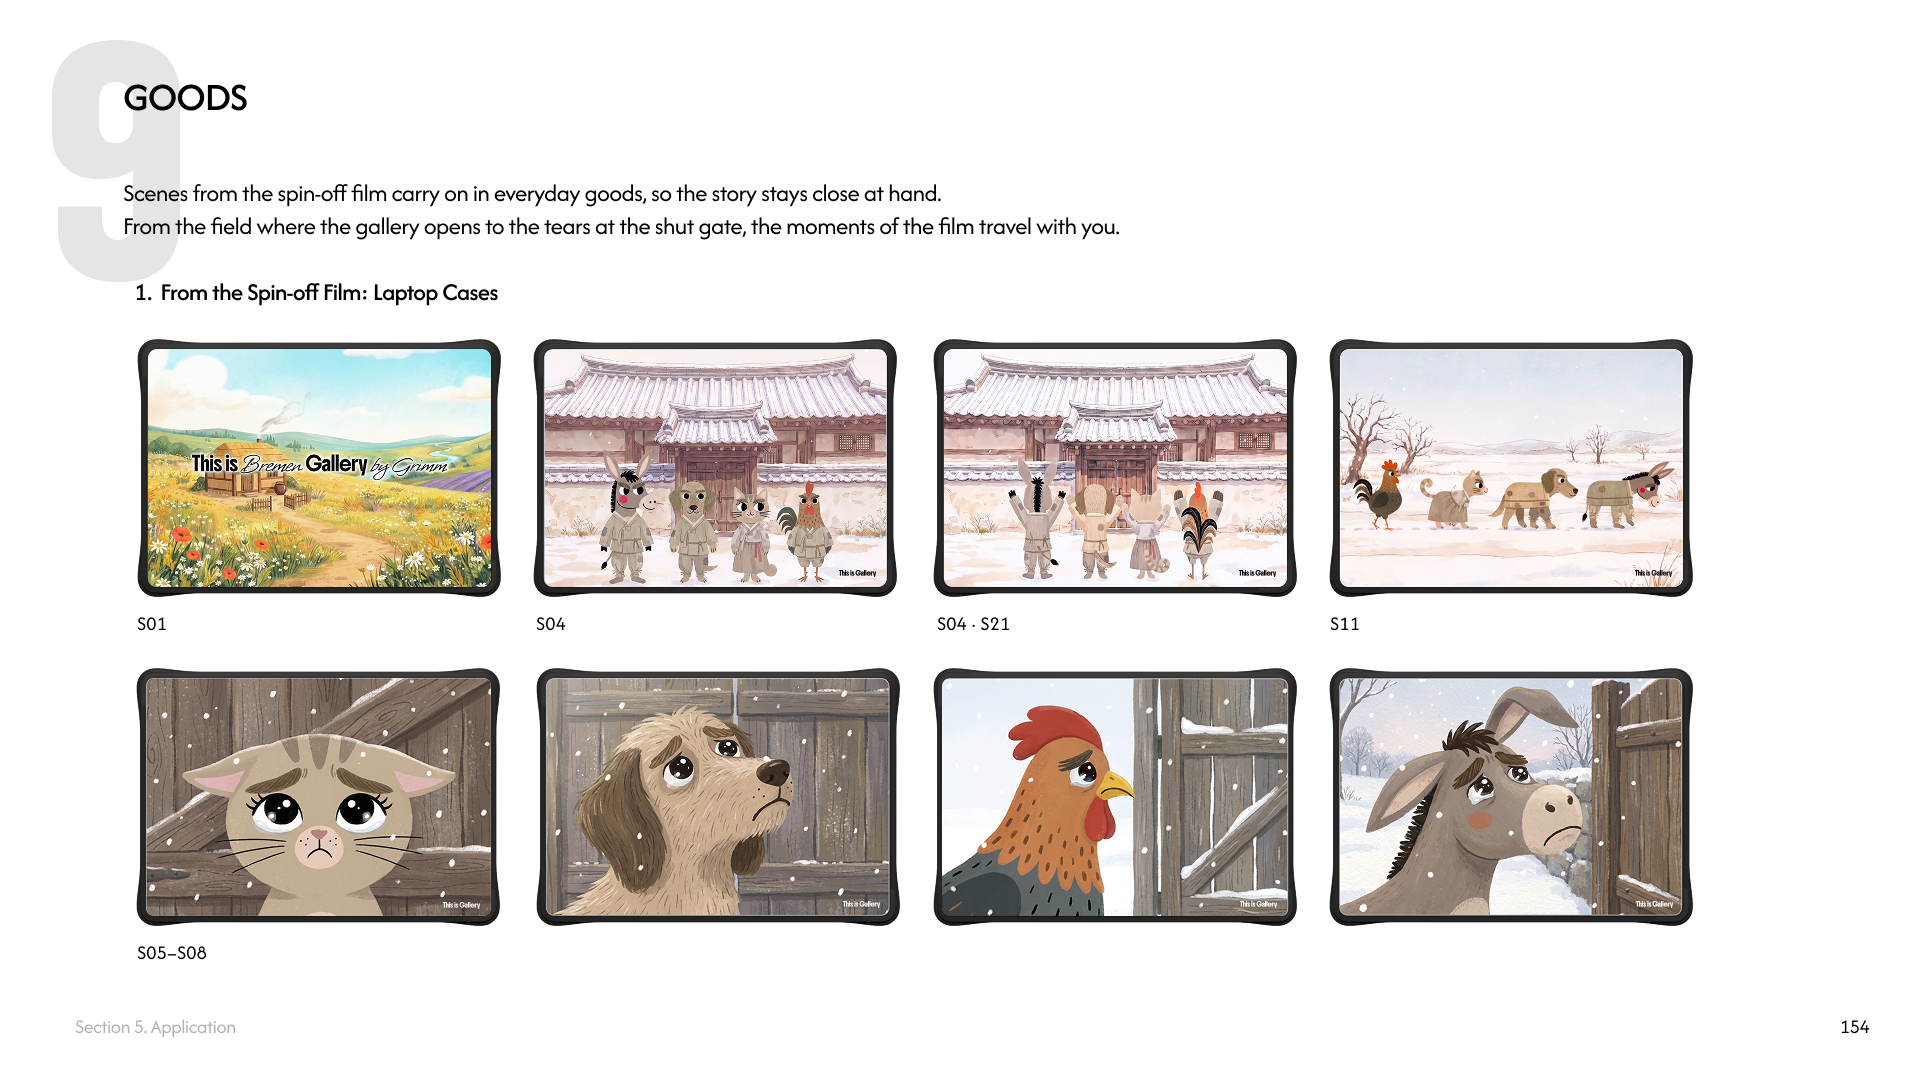 9
GOODS
Scenes from the spin-off film carry on in everyday goods, so the story stays close at hand.
From the field where the gallery opens to the tears at the shut gate, the moments of the film travel with you.
1. From the Spin-off Film: Laptop Cases
This is Bremen Gallery by Grimm
This is Gallery
This is Gallery
This is Gallery
S01
S04
S04 · S21
S11
This is Gallery
This is Gallery
This is Gallery
This is Gallery
S05–S08
Section 5. Application
154